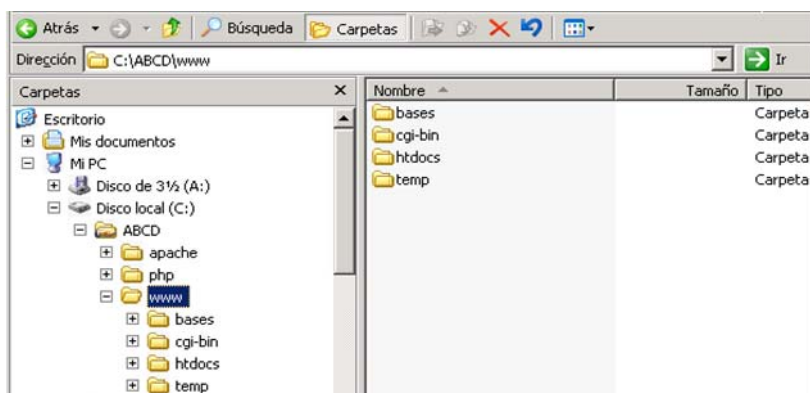 Atrás Búsqueda Carpetas
Dirección C:\ABCD\www Ir
Carpetas
Escritorio
Mis documentos
Mi PC
Disco de 3½ (A:)
Disco local (C:)
ABCD
apache
php
www
bases
cgi-bin
htdocs
temp
Nombre Tamaño Tipo
bases Carpeta
cgi-bin Carpeta
htdocs Carpeta
temp Carpeta